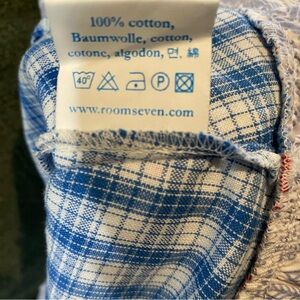 100% cotton,
Baumwolle, cotton,
cotone, algodon, 면, 綿
40°
P
www.roomseven.com